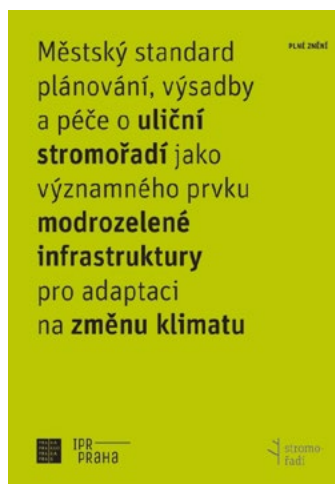 Městský standard
plánování, výsadby
a péče o uliční
stromořadí jako
významného prvku
modrozelené
infrastruktury
pro adaptaci
na změnu klimatu
PLNÉ ZNĚNÍ
IPR
PRAHA
stromo-
řadí